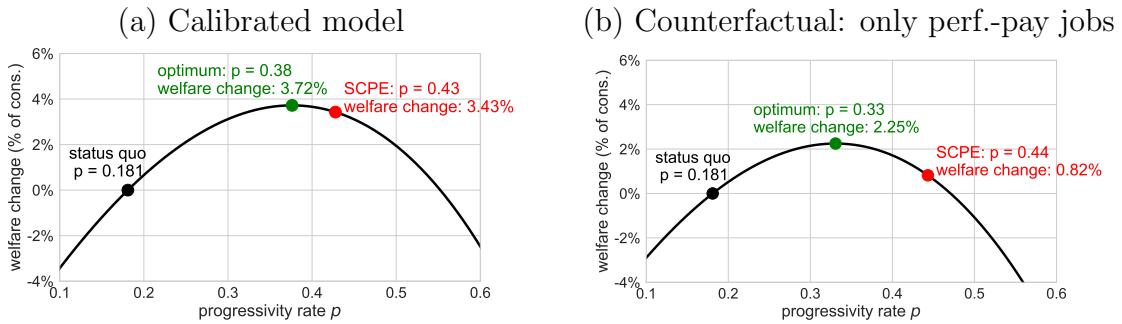 (a) Calibrated model
welfare change (% of cons.)
6%
4%
2%
0%
-2%
-4%
optimum: p = 0.38
welfare change: 3.72%
SCPE: p = 0.43
welfare change: 3.43%
status quo
p = 0.181
0.1
0.2
0.3
0.4
0.5
0.6
progressivity rate p
(b) Counterfactual: only perf.-pay jobs
welfare change (% of cons.)
6%
4%
2%
0%
-2%
-4%
optimum: p = 0.33
welfare change: 2.25%
SCPE: p = 0.44
welfare change: 0.82%
status quo
p = 0.181
0.1
0.2
0.3
0.4
0.5
0.6
progressivity rate p